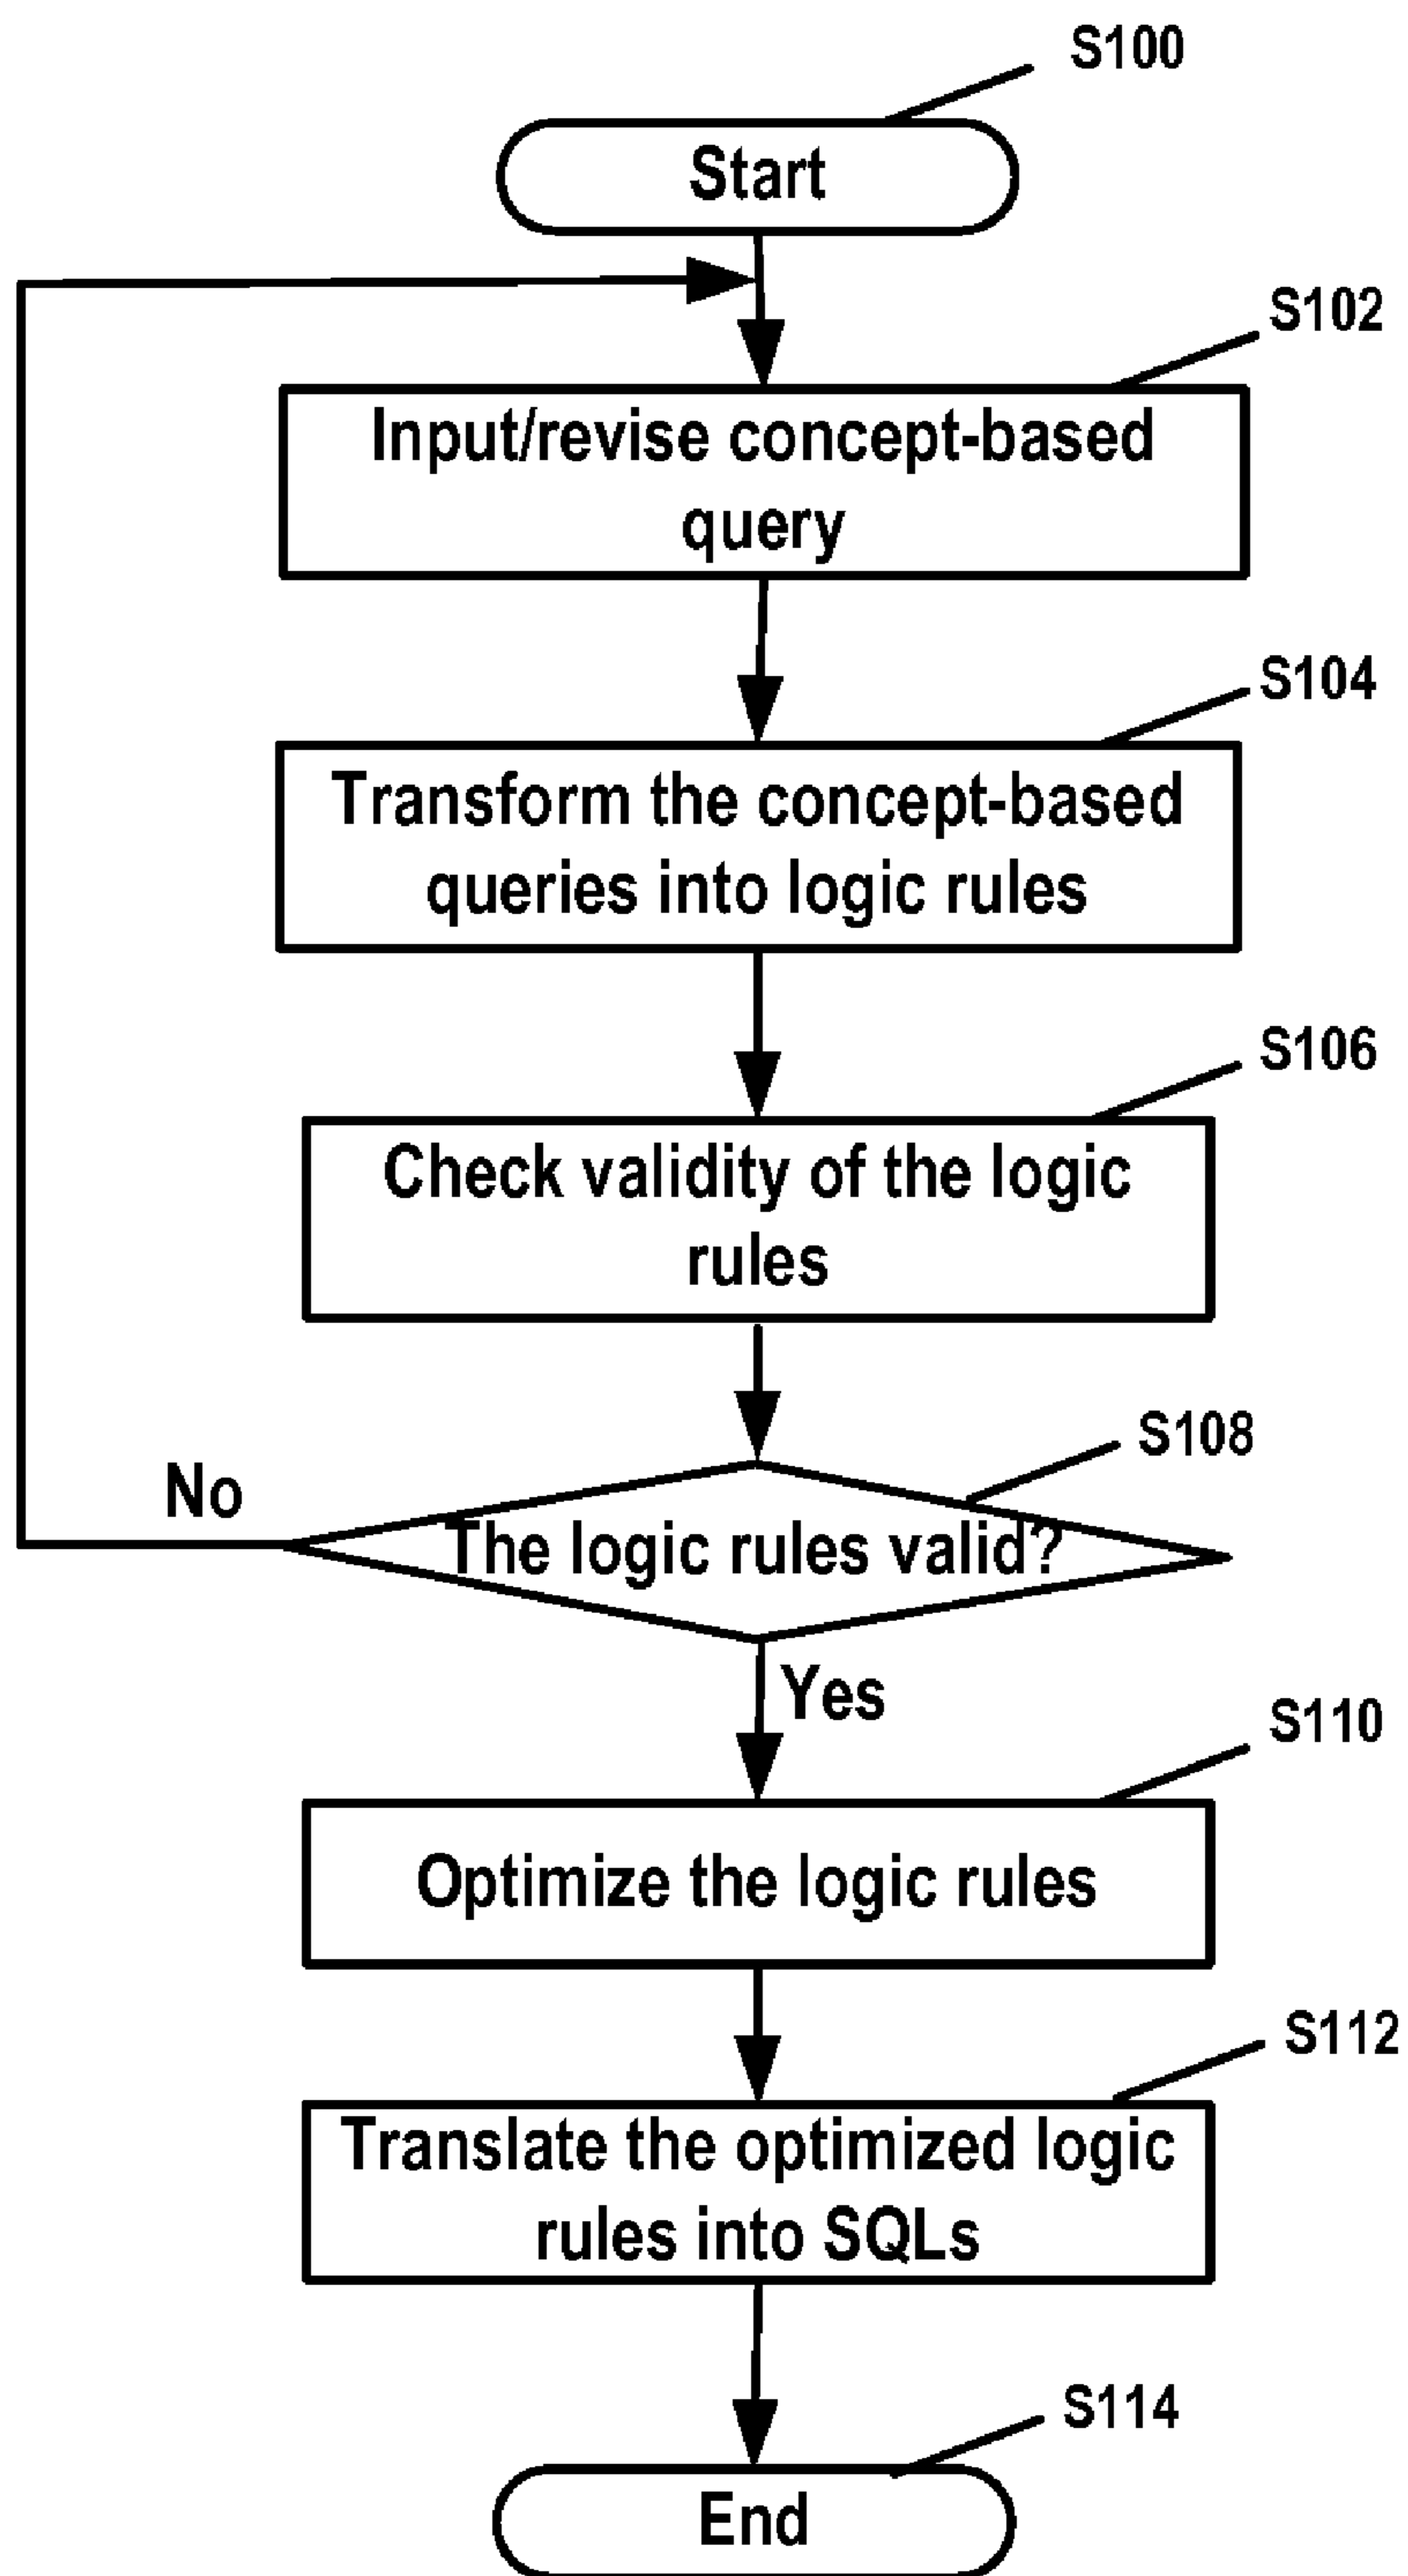 S100
Start
S102
Input/revise concept-based
query
S104
Transform the concept-based
queries into logic rules
S106
Check validity of the logic
rules
S108
No
The logic rules valid?
Yes
S110
Optimize the logic rules
S112
Translate the optimized logic
rules into SQLs
S114
End